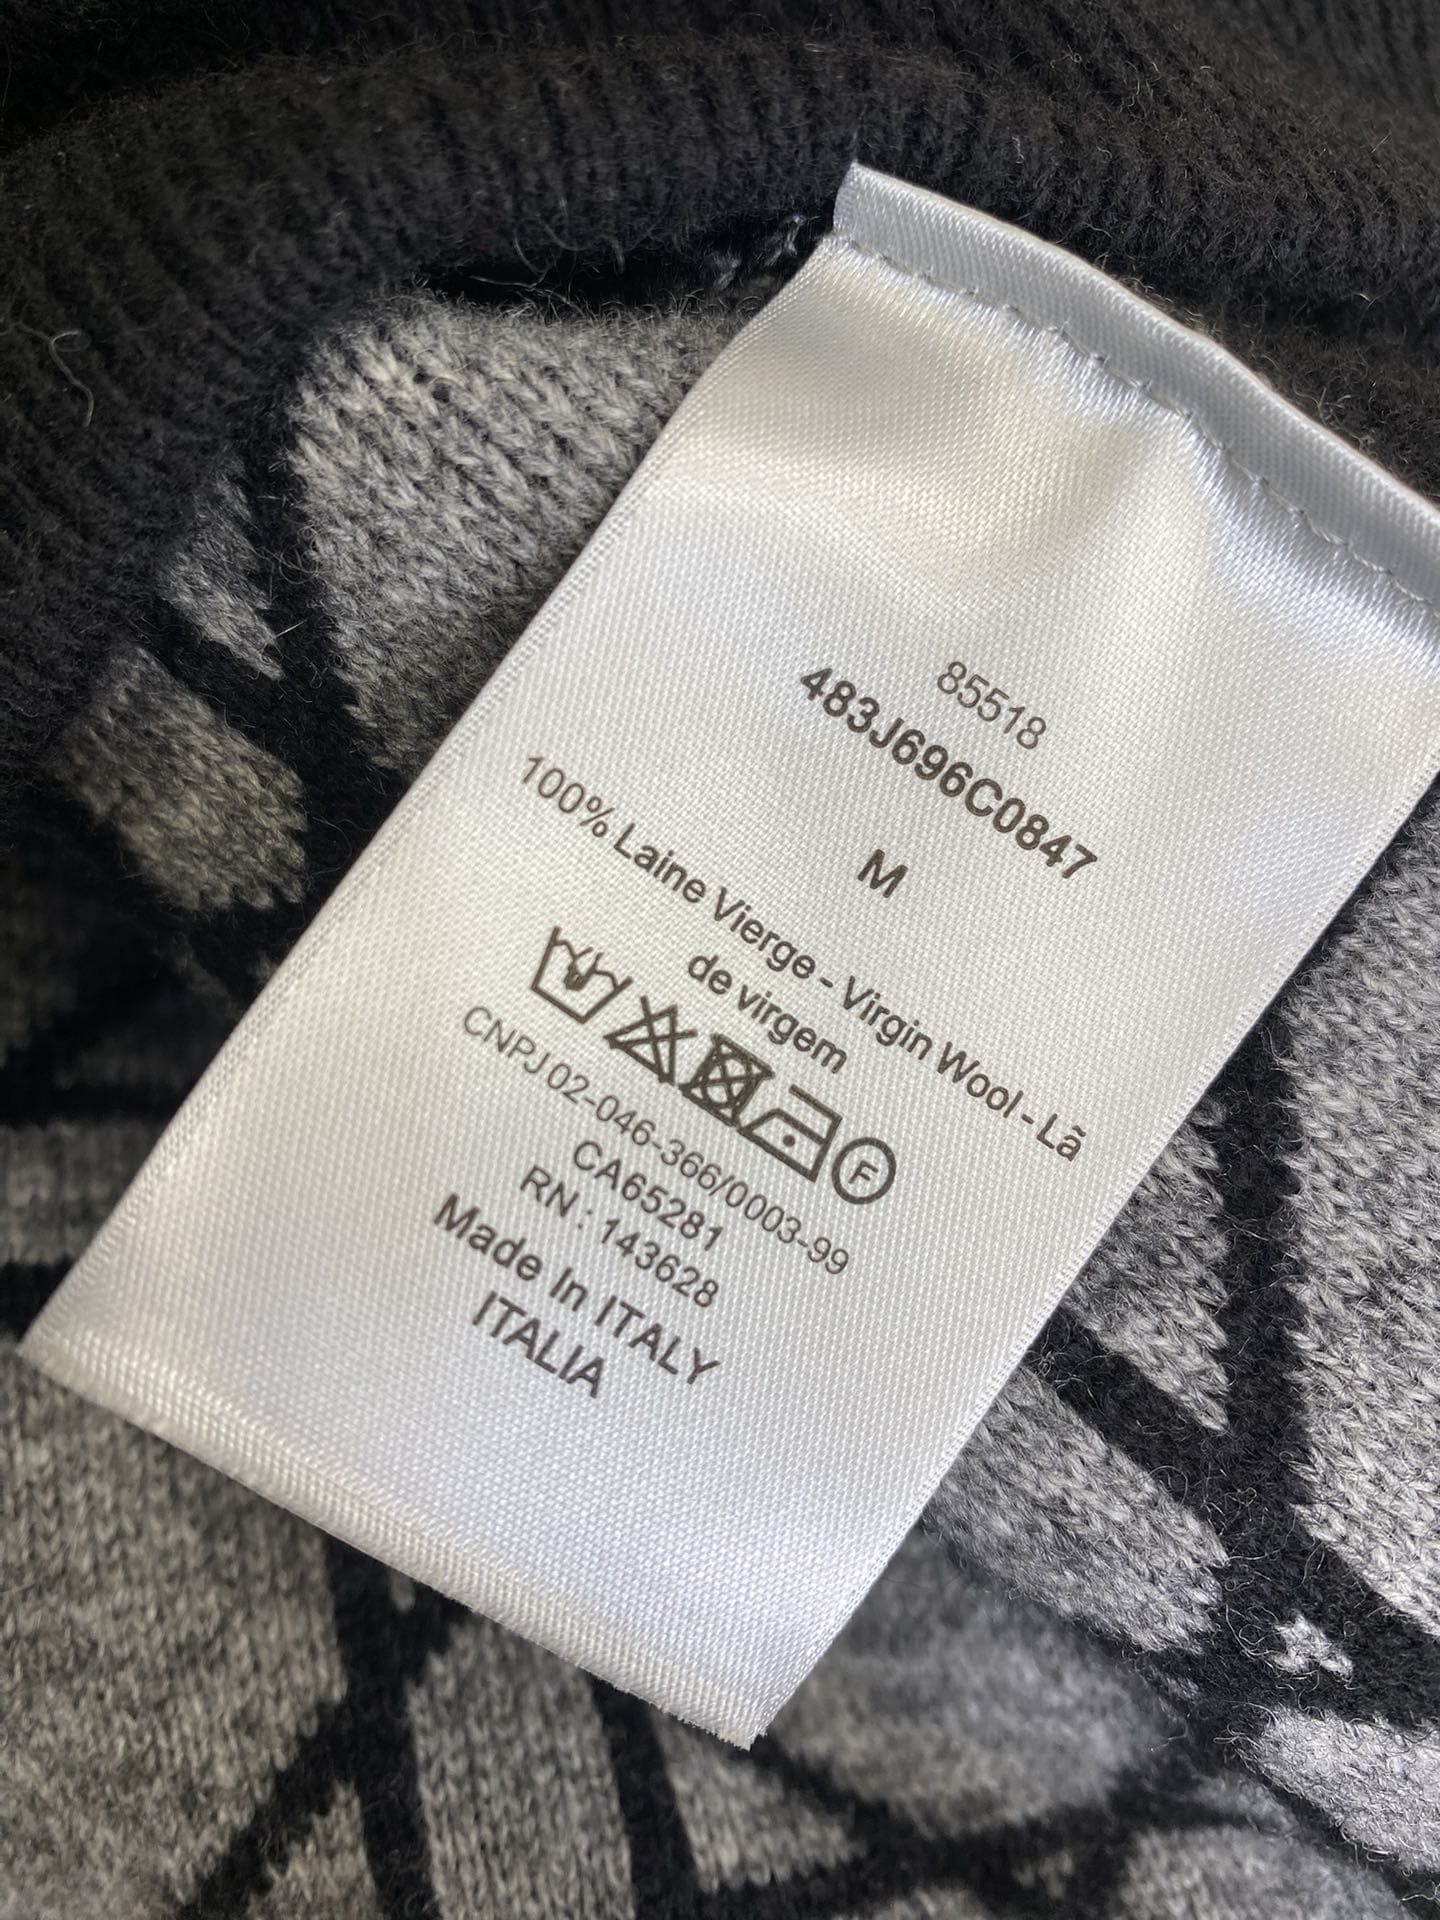 85518
483J696C0847
M
100% Laine Vierge - Virgin Wool - Lã
de virgem
F
CNPJ 02-046-366/0003-99
CA65281
RN : 143628
Made In ITALY
ITALIA